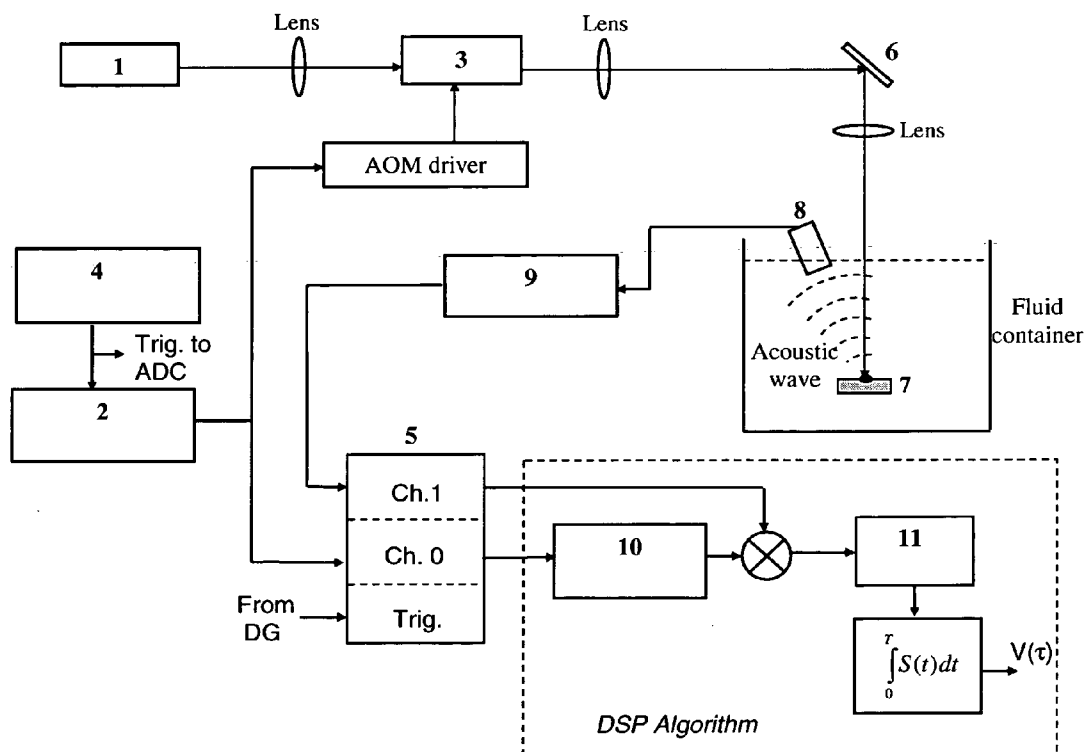 Lens
Lens
1
3
6
Lens
AOM driver
8
4
9
Fluid
container
Trig. to
ADC
Acoustic
wave
7
2
5
Ch.1
Ch. 0
Trig.
From
DG
10
11
T
∫S(t)dt
0
V(τ)
DSP Algorithm